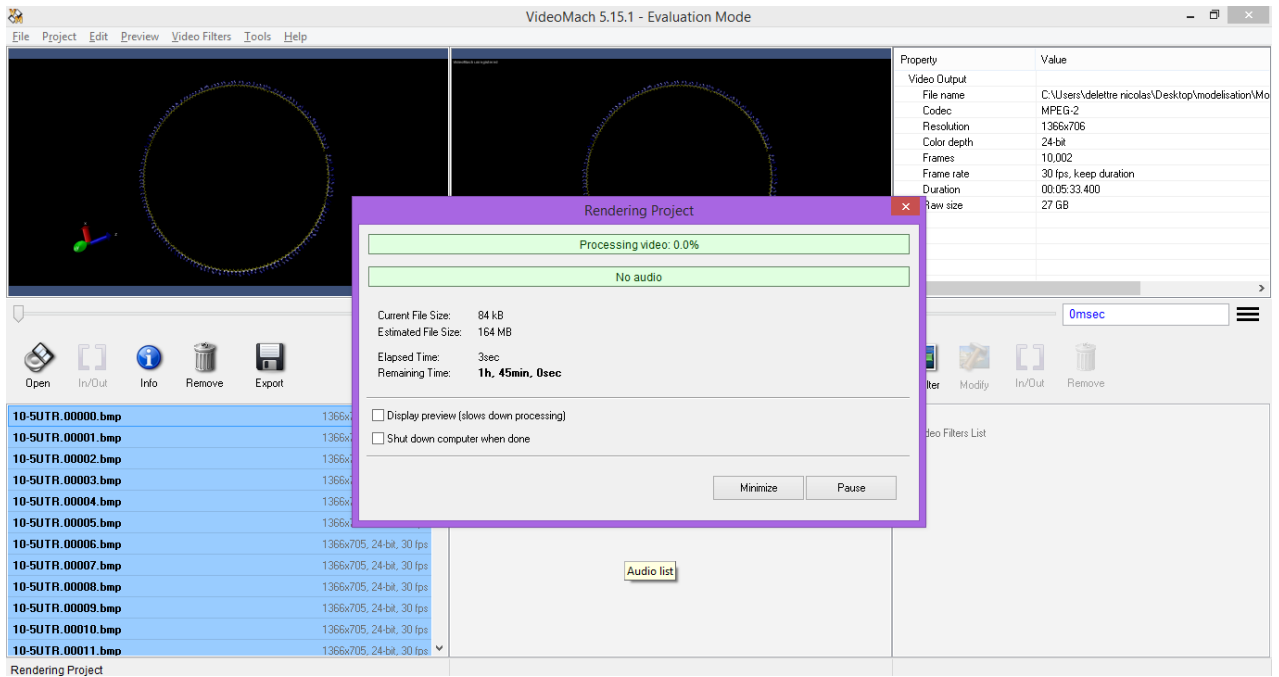 VideoMach 5.15.1 - Evaluation Mode
File Project Edit Preview Video Filters Tools Help
Property Value
Video Output
File name C:\Users\delettre nicolas\Desktop\modelisation\Mo
Codec MPEG-2
Resolution 1366x706
Color depth 24-bit
Frames 10,002
Frame rate 30 fps, keep duration
Duration 00:05:33.400
Raw size 27 GB
Rendering Project
Processing video: 0.0%
No audio
Current File Size: 84 kB
Estimated File Size: 164 MB
Elapsed Time: 3sec
Remaining Time: 1h, 45min, 0sec
Display preview (slows down processing)
Shut down computer when done
Minimize Pause
0msec
Open In/Out Info Remove Export
lter Modify In/Out Remove
deo Filters List
10-5UTR.00000.bmp 1366x
10-5UTR.00001.bmp 1366x
10-5UTR.00002.bmp 1366x
10-5UTR.00003.bmp 1366x
10-5UTR.00004.bmp 1366x
10-5UTR.00005.bmp 1366x
10-5UTR.00006.bmp 1366x705, 24-bit, 30 fps
10-5UTR.00007.bmp 1366x705, 24-bit, 30 fps
10-5UTR.00008.bmp 1366x705, 24-bit, 30 fps
10-5UTR.00009.bmp 1366x705, 24-bit, 30 fps
10-5UTR.00010.bmp 1366x705, 24-bit, 30 fps
10-5UTR.00011.bmp 1366x705, 24-bit, 30 fps
Audio list
Rendering Project